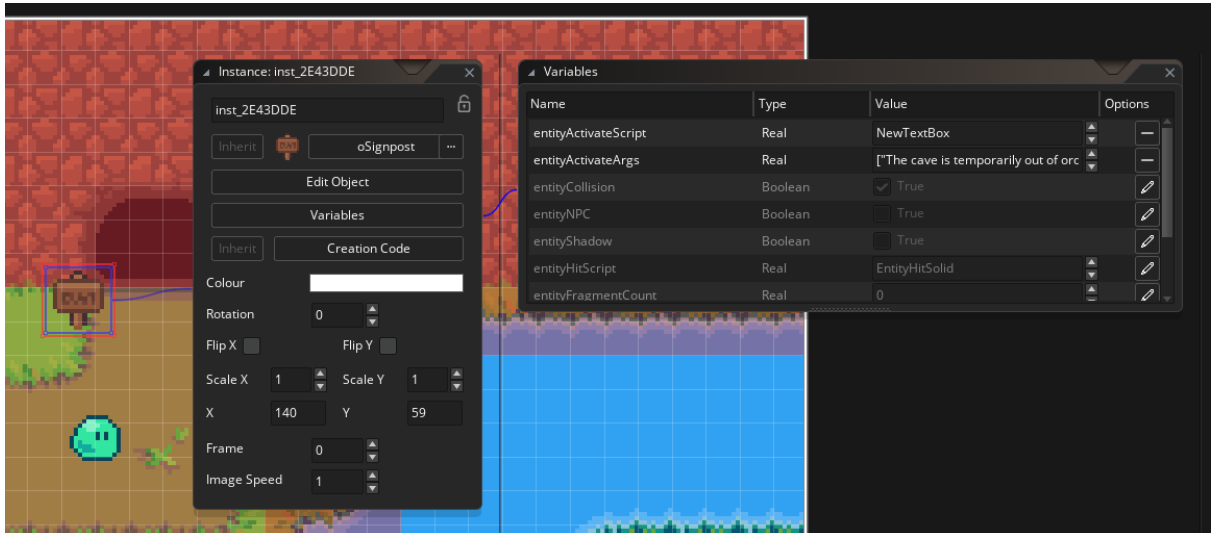 Instance: inst_2E43DDE
inst_2E43DDE
Inherit oSignpost ...
Edit Object
Variables
Inherit Creation Code
Colour
Rotation 0
Flip X Flip Y
Scale X 1 Scale Y 1
X 140 Y 59
Frame 0
Image Speed 1
Variables
Name Type Value Options
entityActivateScript Real NewTextBox
entityActivateArgs Real ["The cave is temporarily out of orc
entityCollision Boolean True
entityNPC Boolean True
entityShadow Boolean True
entityHitScript Real EntityHitSolid
entityFragmentCount Real 0